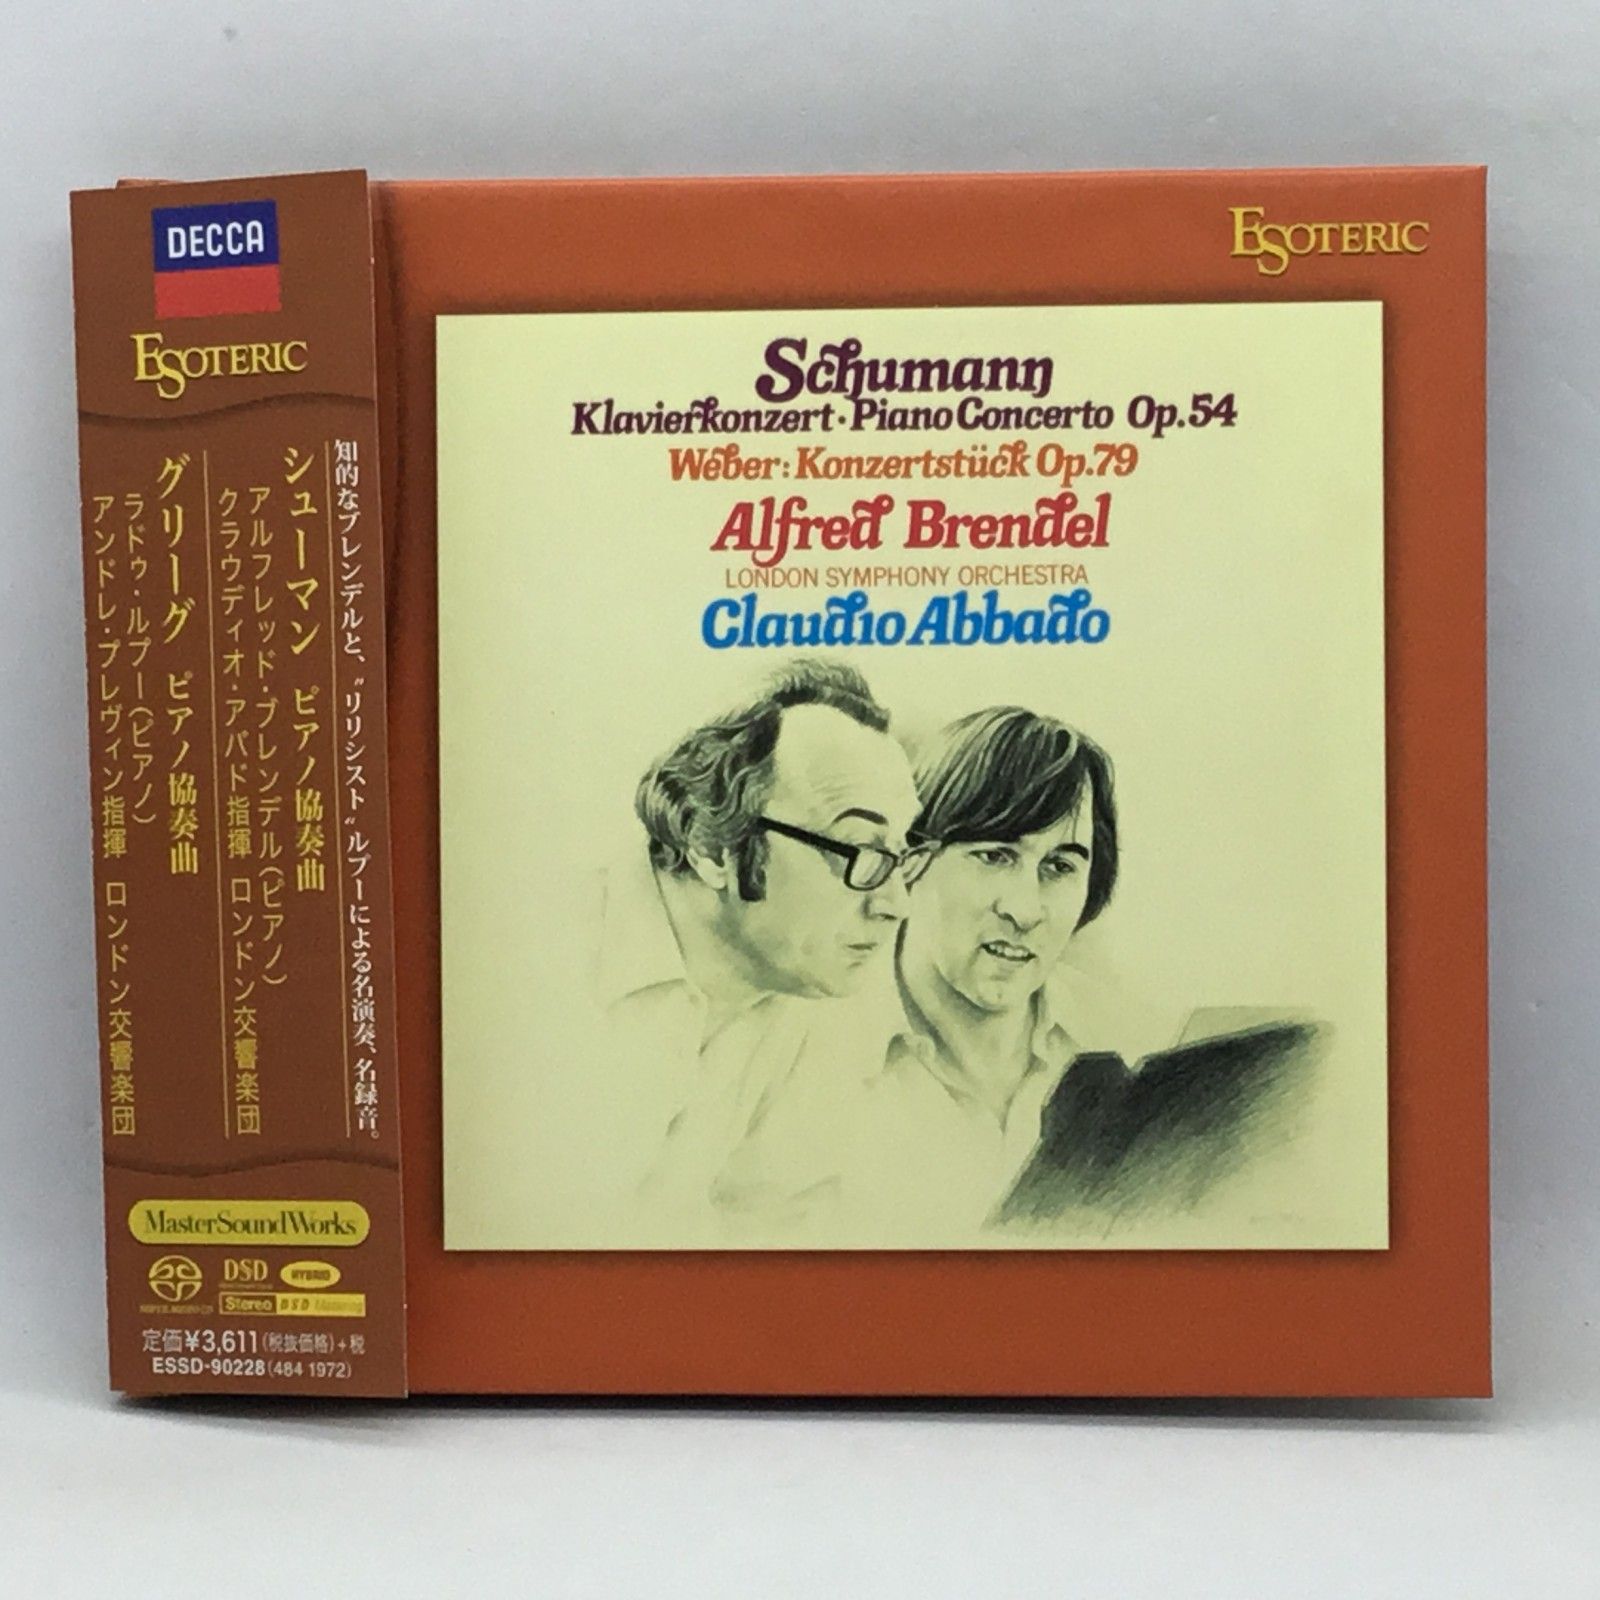 DECCA
ESOTERIC
知的なブレンデルと、“リリシスト”ルプーによる名演奏、名録音。
シューマン ピアノ協奏曲
アルフレッド・ブレンデル(ピアノ)
クラウディオ・アバド指揮 ロンドン交響楽団
グリーグ ピアノ協奏曲
ラドゥ・ルプー(ピアノ)
アンドレ・プレヴィン指揮 ロンドン交響楽団
MasterSoundWorks
SUPER AUDIO CD
DSD
HYBRID
Stereo DSD Mastering
定価¥3,611(税抜価格)+税
ESSD-90228(484 1972)
ESOTERIC
Schumann
Klavierkonzert·Piano Concerto Op.54
Weber: Konzertstück Op.79
Alfred Brendel
LONDON SYMPHONY ORCHESTRA
Claudio Abbado